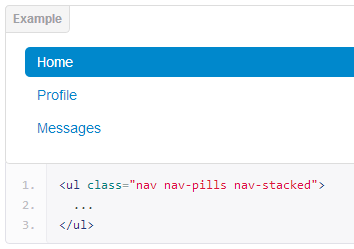 Example
Home
Profile
Messages
1. <ul class="nav nav-pills nav-stacked">
2.   ...
3. </ul>